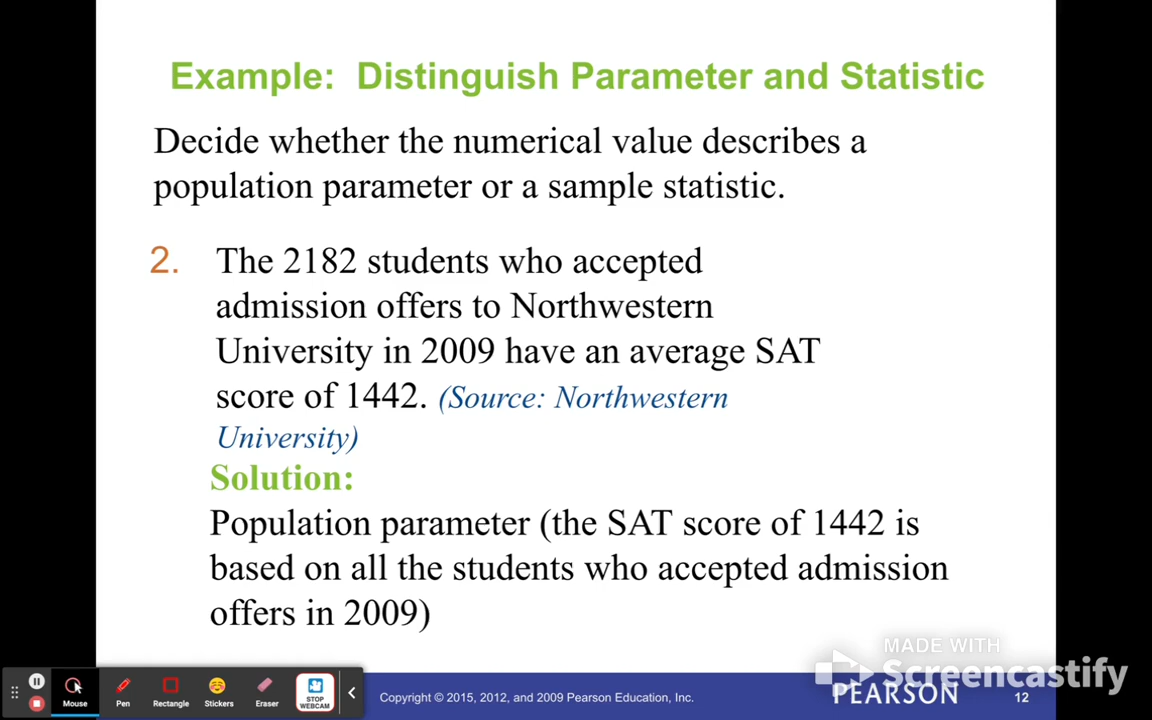 Example: Distinguish Parameter and Statistic
Decide whether the numerical value describes a
population parameter or a sample statistic.
2. The 2182 students who accepted
admission offers to Northwestern
University in 2009 have an average SAT
score of 1442. (Source: Northwestern
University)
Solution:
Population parameter (the SAT score of 1442 is
based on all the students who accepted admission
offers in 2009)
MADE WITH
Screencastify
Mouse Pen Rectangle Stickers Eraser STOP
WEBCAM
Copyright © 2015, 2012, and 2009 Pearson Education, Inc.
PEARSON
12